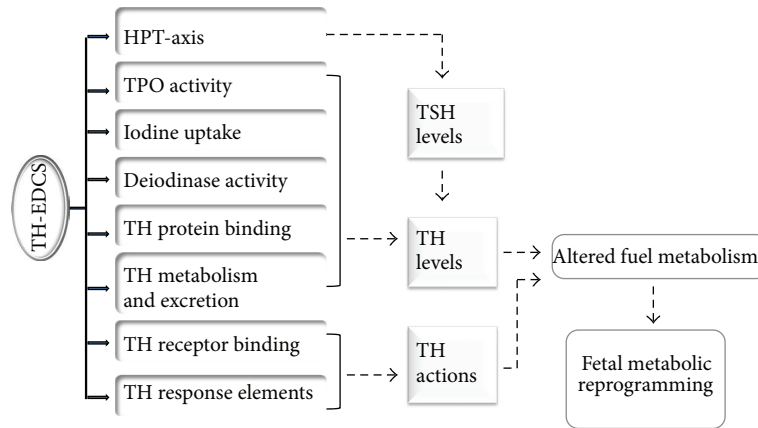 TH-EDCS
HPT-axis
TPO activity
Iodine uptake
Deiodinase activity
TH protein binding
TH metabolism
and excretion
TH receptor binding
TH response elements
TSH
levels
TH
levels
TH
actions
Altered fuel metabolism
Fetal metabolic
reprogramming